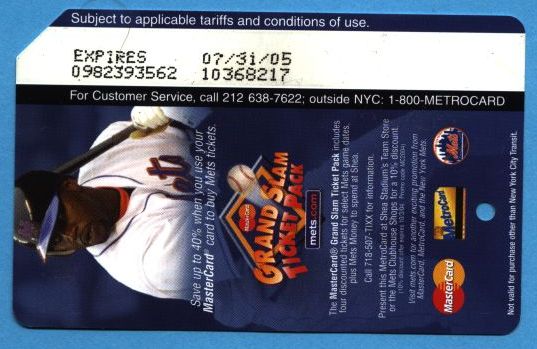 Subject to applicable tariffs and conditions of use.
EXPIRES 07/31/05
0982393562 10368217
For Customer Service, call 212 638-7622; outside NYC: 1-800-METROCARD
Save up to 40% when you use your
MasterCard card to buy Mets tickets.
MasterCard
GRAND SLAM
TICKET PACK
mets.com
The MasterCard® Grand Slam Ticket Pack includes
four discounted tickets for select Mets game dates,
plus Mets Money to spend at Shea.
Call 718-507-TIXX for information.
Present this MetroCard at Shea Stadium's Team Store
or the Mets Clubhouse Shops for a 10% discount.
Visit mets.com for another exciting promotion from
MasterCard, MetroCard and the New York Mets.
Mets
MetroCard
MasterCard
Not valid for purchase other than New York City Transit.